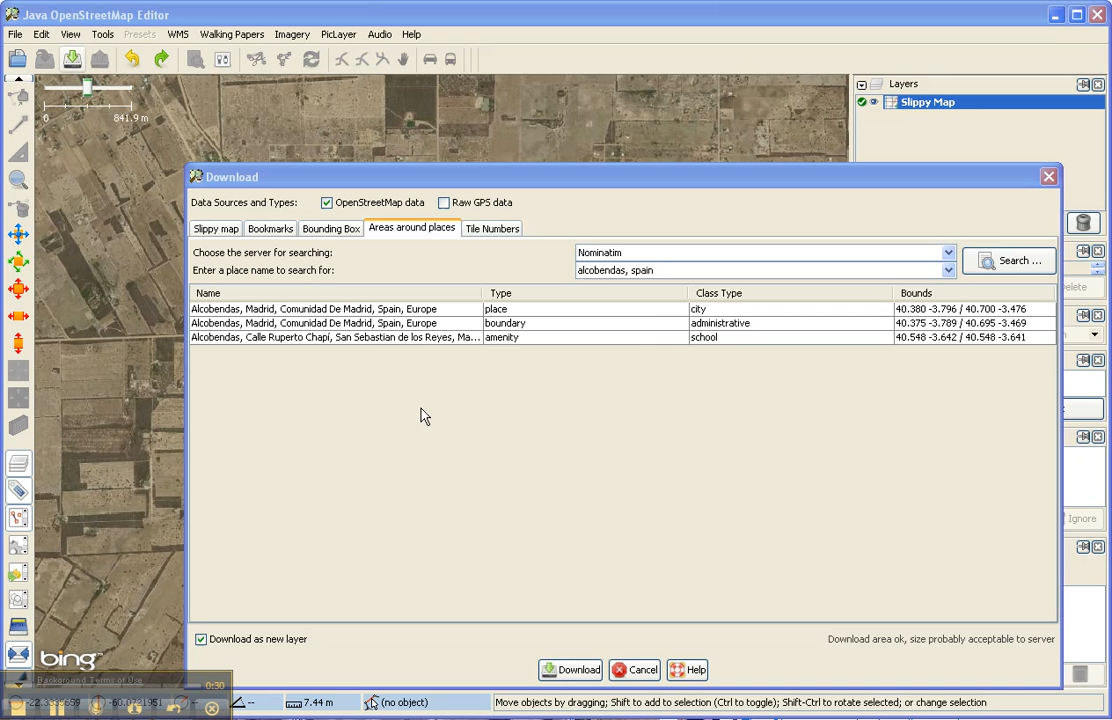 Java OpenStreetMap Editor
File Edit View Tools Presets WMS Walking Papers Imagery PicLayer Audio Help
0 841.9 m
Layers
Slippy Map
Download
Data Sources and Types: OpenStreetMap data Raw GPS data
Slippy map Bookmarks Bounding Box Areas around places Tile Numbers
Choose the server for searching: Nominatim
Enter a place name to search for: alcobendas, spain
Search ...
Name Type Class Type Bounds
Alcobendas, Madrid, Comunidad De Madrid, Spain, Europe place city 40.380 -3.796 / 40.700 -3.476
Alcobendas, Madrid, Comunidad De Madrid, Spain, Europe boundary administrative 40.375 -3.789 / 40.695 -3.469
Alcobendas, Calle Ruperto Chapí, San Sebastian de los Reyes, Ma... amenity school 40.548 -3.642 / 40.548 -3.641
Delete
Ignore
Download as new layer Download area ok, size probably acceptable to server
Download Cancel Help
bing™
Background Terms of Use 0:30
-- 7.44 m (no object) Move objects by dragging; Shift to add to selection (Ctrl to toggle); Shift-Ctrl to rotate selected; or change selection